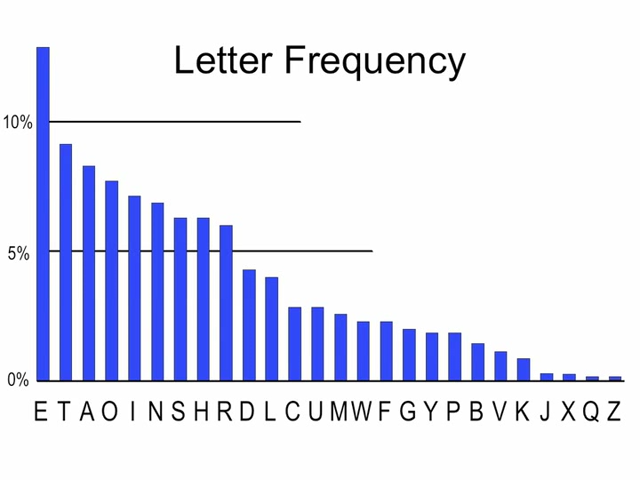 Letter Frequency
10%
5%
0%
E T A O I N S H R D L C U M W F G Y P B V K J X Q Z